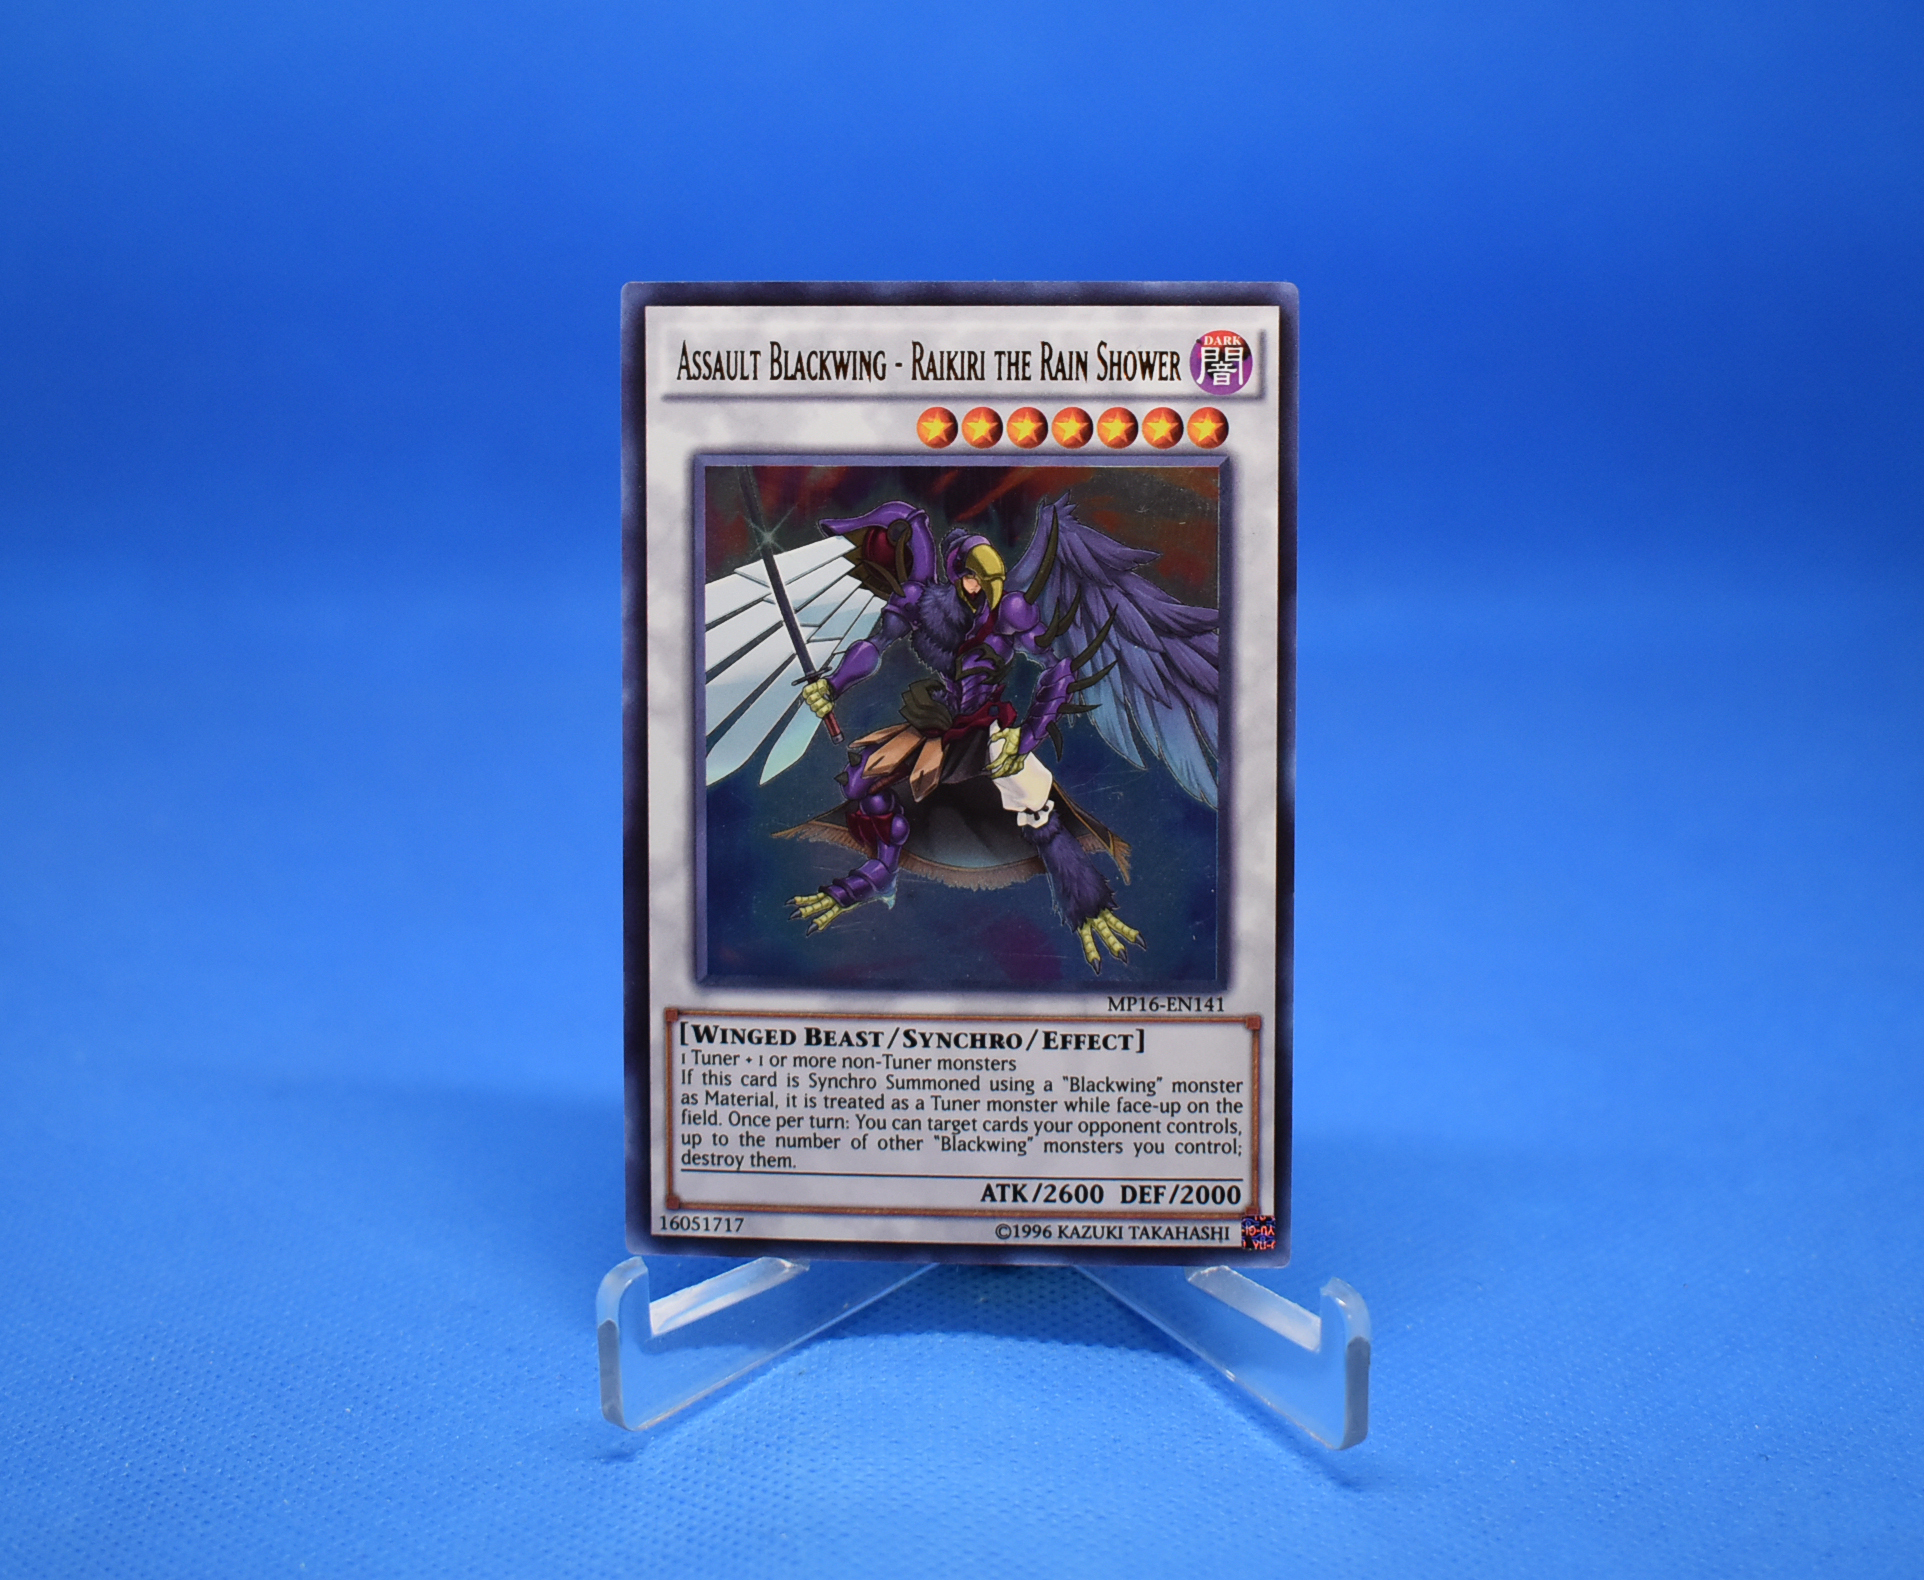 Assault Blackwing - Raikiri the Rain Shower
DARK
闇
MP16-EN141
[Winged Beast/Synchro/Effect]
1 Tuner + 1 or more non-Tuner monsters
If this card is Synchro Summoned using a "Blackwing" monster
as Material, it is treated as a Tuner monster while face-up on the
field. Once per turn: You can target cards your opponent controls,
up to the number of other "Blackwing" monsters you control;
destroy them.
ATK/2600 DEF/2000
16051717
©1996 KAZUKI TAKAHASHI